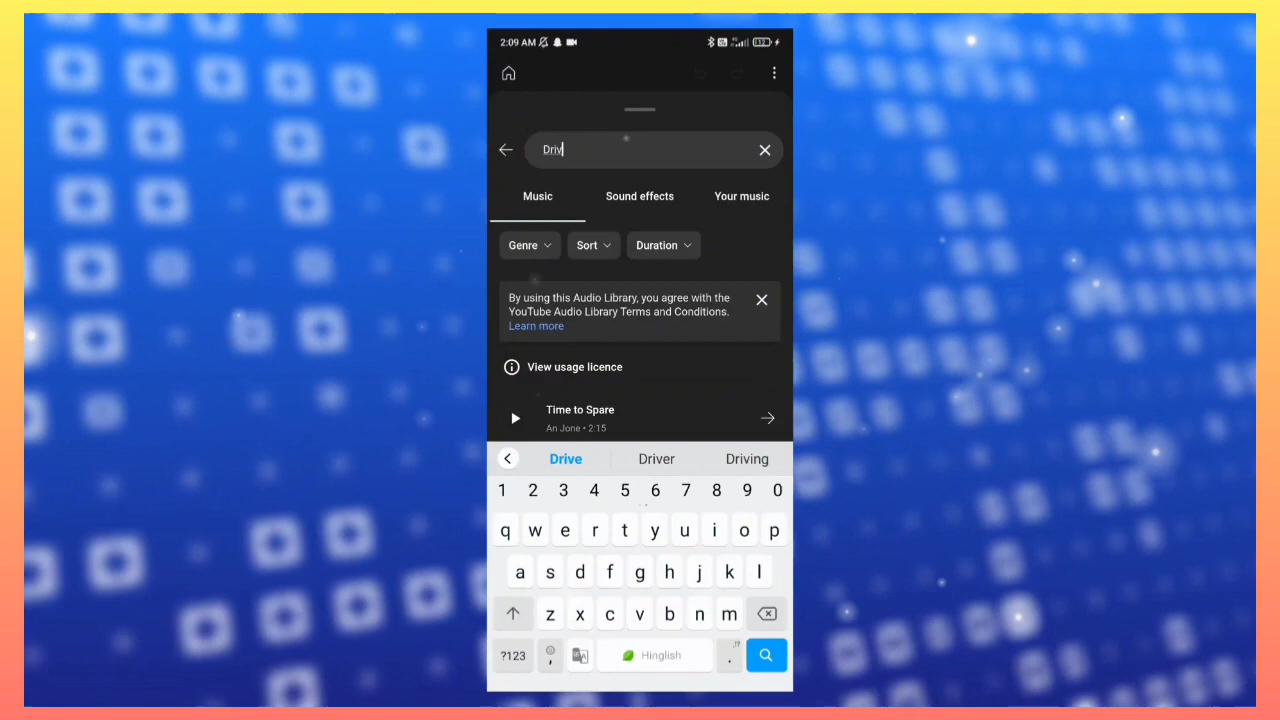 2:09 AM
Driv
Music Sound effects Your music
Genre Sort Duration
By using this Audio Library, you agree with the
YouTube Audio Library Terms and Conditions.
Learn more
View usage licence
Time to Spare
An Jone • 2:15
Drive Driver Driving
1 2 3 4 5 6 7 8 9 0
q w e r t y u i o p
a s d f g h j k l
z x c v b n m
?123 , Hinglish . ,!?